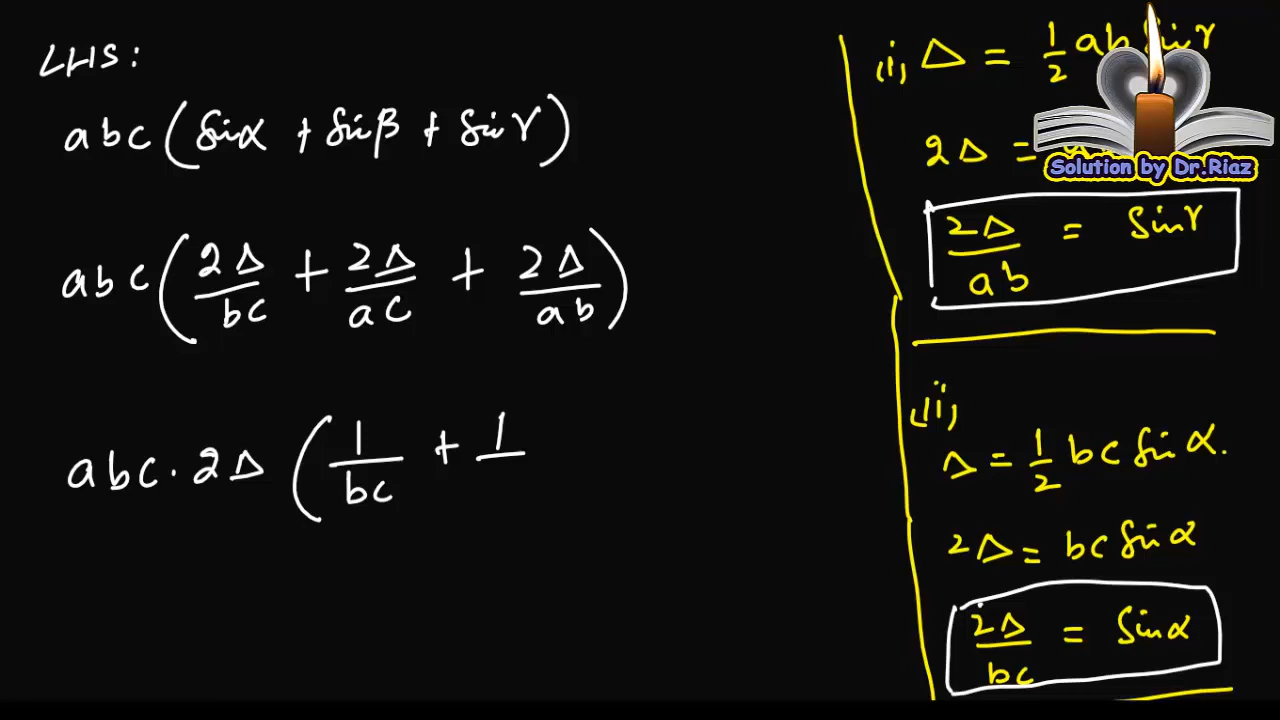 LHS:
abc(Sinα + Sinβ + Sinγ)
abc(2Δ/bc + 2Δ/ac + 2Δ/ab)
abc · 2Δ (1/bc + 1/
(i) Δ = 1/2 ab Sinγ
2Δ =
Solution by Dr.Riaz
2Δ/ab = Sinγ
(ii)
Δ = 1/2 bc Sinα.
2Δ = bc Sinα
2Δ/bc = Sinα